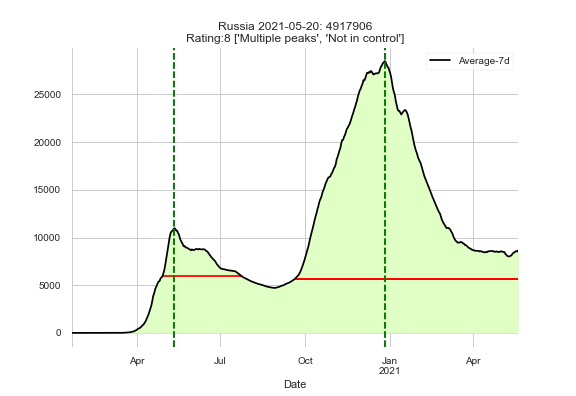 Russia 2021-05-20: 4917906
Rating:8 ['Multiple peaks', 'Not in control']
Average-7d
25000
20000
15000
10000
5000
0
Apr Jul Oct Jan Apr
2021
Date